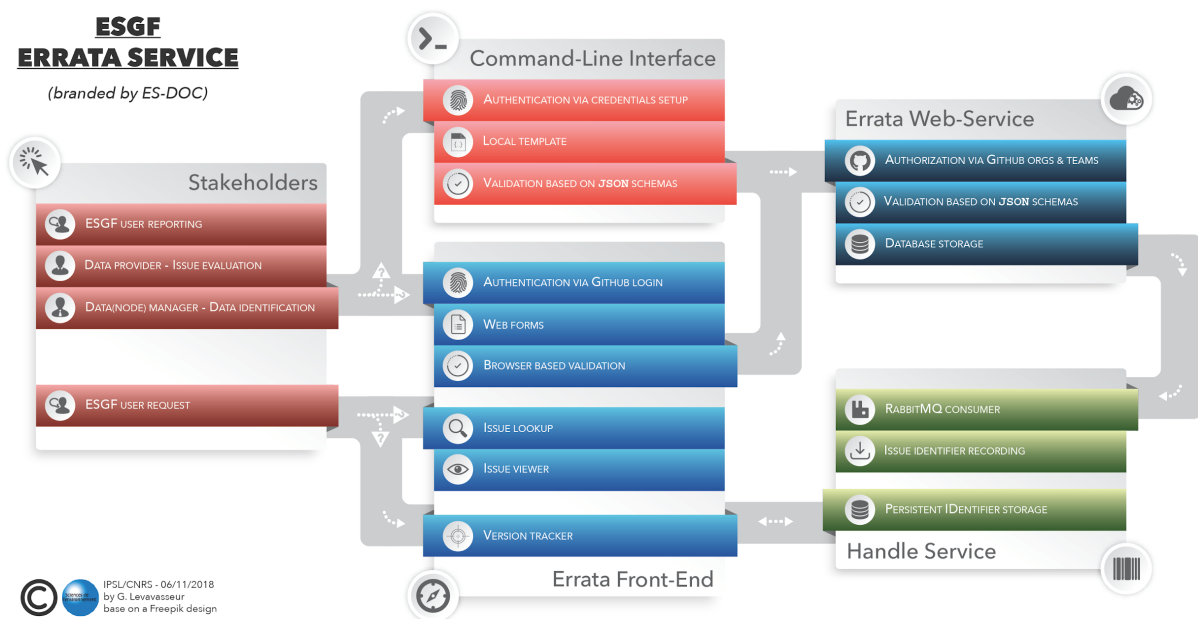 ESGF
ERRATA SERVICE
(branded by ES-DOC)
Stakeholders
ESGF USER REPORTING
DATA PROVIDER - ISSUE EVALUATION
DATA(NODE) MANAGER - DATA IDENTIFICATION
ESGF USER REQUEST
Command-Line Interface
AUTHENTICATION VIA CREDENTIALS SETUP
LOCAL TEMPLATE
VALIDATION BASED ON JSON SCHEMAS
AUTHENTICATION VIA GITHUB LOGIN
WEB FORMS
BROWSER BASED VALIDATION
ISSUE LOOKUP
ISSUE VIEWER
VERSION TRACKER
Errata Front-End
Errata Web-Service
AUTHORIZATION VIA GITHUB ORGS & TEAMS
VALIDATION BASED ON JSON SCHEMAS
DATABASE STORAGE
RABBITMQ CONSUMER
ISSUE IDENTIFIER RECORDING
PERSISTENT IDENTIFIER STORAGE
Handle Service
?
?
©
IPSL/CNRS - 06/11/2018
by G. Levavasseur
base on a Freepik design